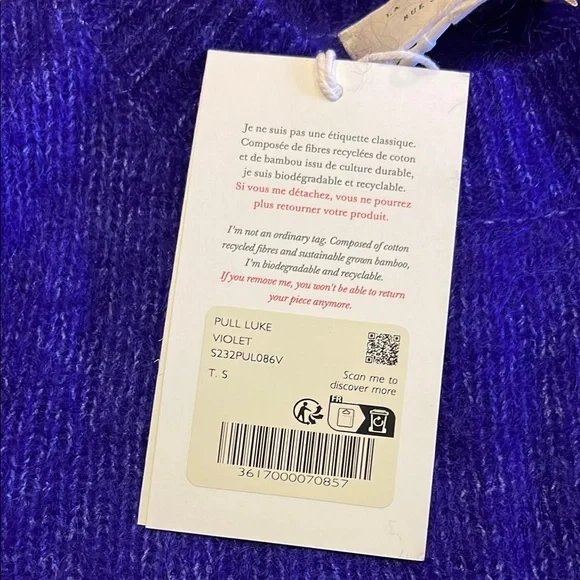 RUE
Je ne suis pas une étiquette classique.
Composée de fibres recyclées de coton
et de bambou issu de culture durable,
je suis biodégradable et recyclable.
Si vous me détachez, vous ne pourrez
plus retourner votre produit.
I'm not an ordinary tag. Composed of cotton
recycled fibres and sustainable grown bamboo,
I'm biodegradable and recyclable.
If you remove me, you won't be able to return
your piece anymore.
PULL LUKE
VIOLET
S232PUL086V
T. S
Scan me to
discover more
FR
3617000070857